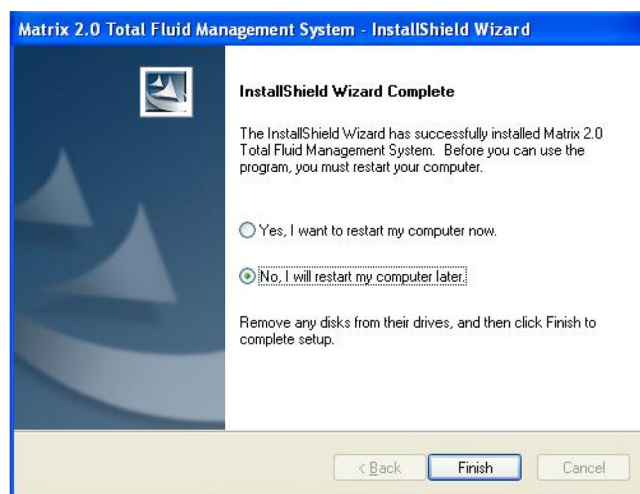 Matrix 2.0 Total Fluid Management System - InstallShield Wizard
InstallShield Wizard Complete
The InstallShield Wizard has successfully installed Matrix 2.0
Total Fluid Management System. Before you can use the
program, you must restart your computer.
Yes, I want to restart my computer now.
No, I will restart my computer later.
Remove any disks from their drives, and then click Finish to
complete setup.
< Back Finish Cancel